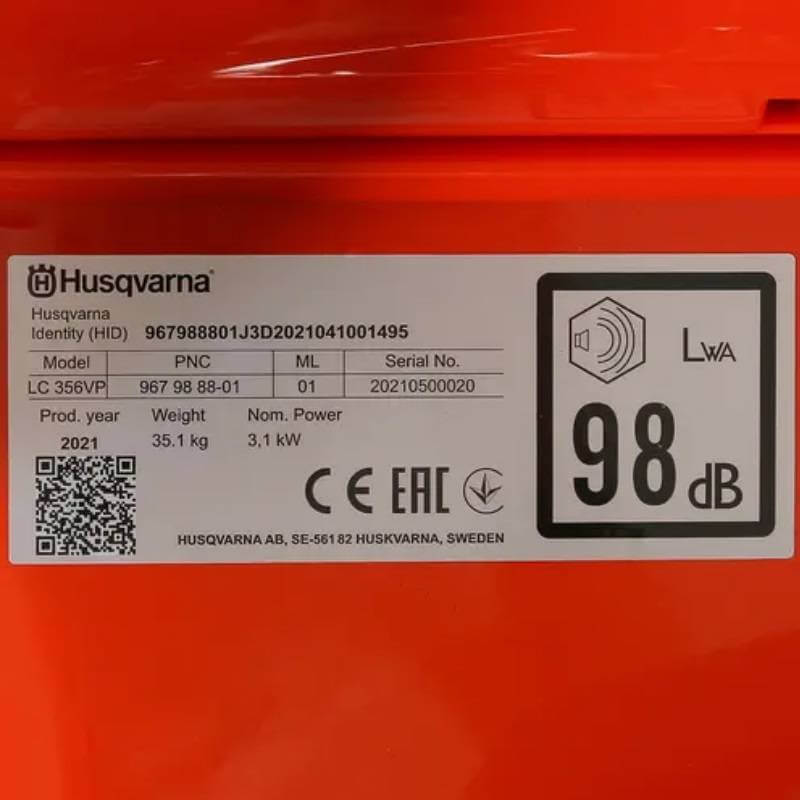 Husqvarna
Husqvarna
Identity (HID) 967988801J3D2021041001495
Model PNC ML Serial No.
LC 356VP 967 98 88-01 01 20210500020
Prod. year Weight Nom. Power
2021 35.1 kg 3,1 kW
CE EAC
HUSQVARNA AB, SE-561 82 HUSKVARNA, SWEDEN
LWA
98 dB